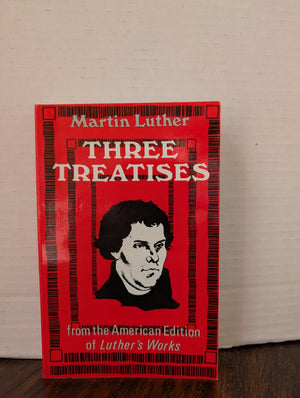 Martin Luther
THREE
TREATISES
from the American Edition
of Luther's Works